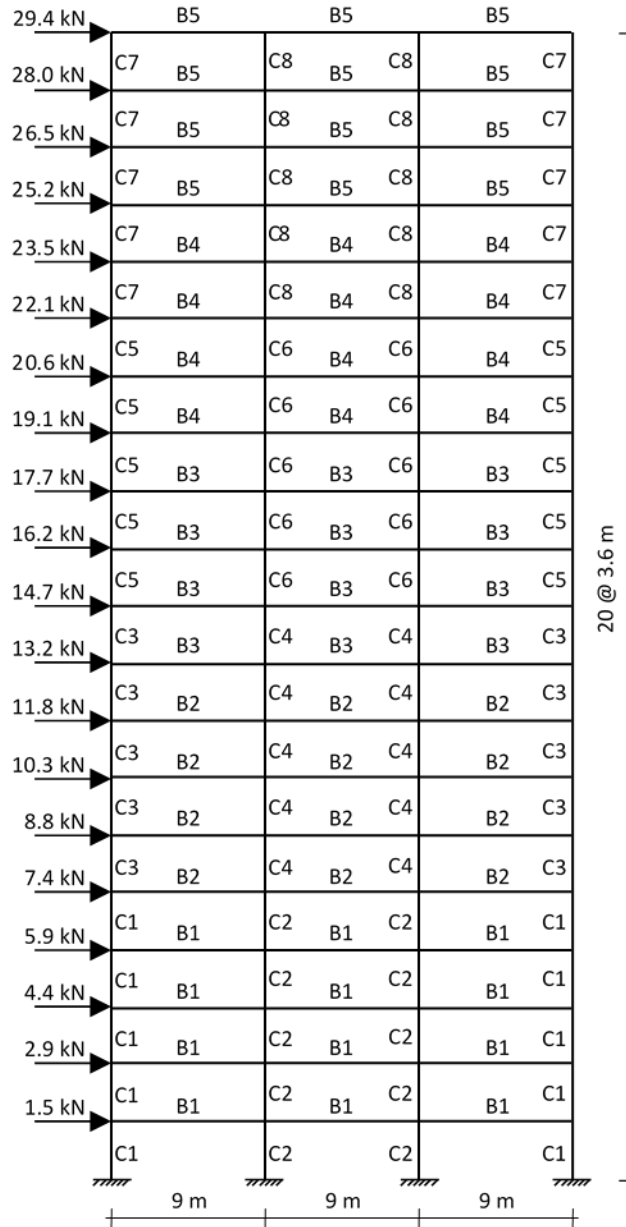 29.4 kN B5 B5 B5
C7 C8 C8 C7
28.0 kN B5 B5 B5
C7 C8 C8 C7
26.5 kN B5 B5 B5
C7 C8 C8 C7
25.2 kN B5 B5 B5
C7 C8 C8 C7
23.5 kN B4 B4 B4
C7 C8 C8 C7
22.1 kN B4 B4 B4
C5 C6 C6 C5
20.6 kN B4 B4 B4
C5 C6 C6 C5
19.1 kN B4 B4 B4
C5 C6 C6 C5
17.7 kN B3 B3 B3
C5 C6 C6 C5
16.2 kN B3 B3 B3
C5 C6 C6 C5
14.7 kN B3 B3 B3
C3 C4 C4 C3
13.2 kN B3 B3 B3
C3 C4 C4 C3
11.8 kN B2 B2 B2
C3 C4 C4 C3
10.3 kN B2 B2 B2
C3 C4 C4 C3
8.8 kN B2 B2 B2
C3 C4 C4 C3
7.4 kN B2 B2 B2
C1 C2 C2 C1
5.9 kN B1 B1 B1
C1 C2 C2 C1
4.4 kN B1 B1 B1
C1 C2 C2 C1
2.9 kN B1 B1 B1
C1 C2 C2 C1
1.5 kN B1 B1 B1
C1 C2 C2 C1
9 m 9 m 9 m
20 @ 3.6 m